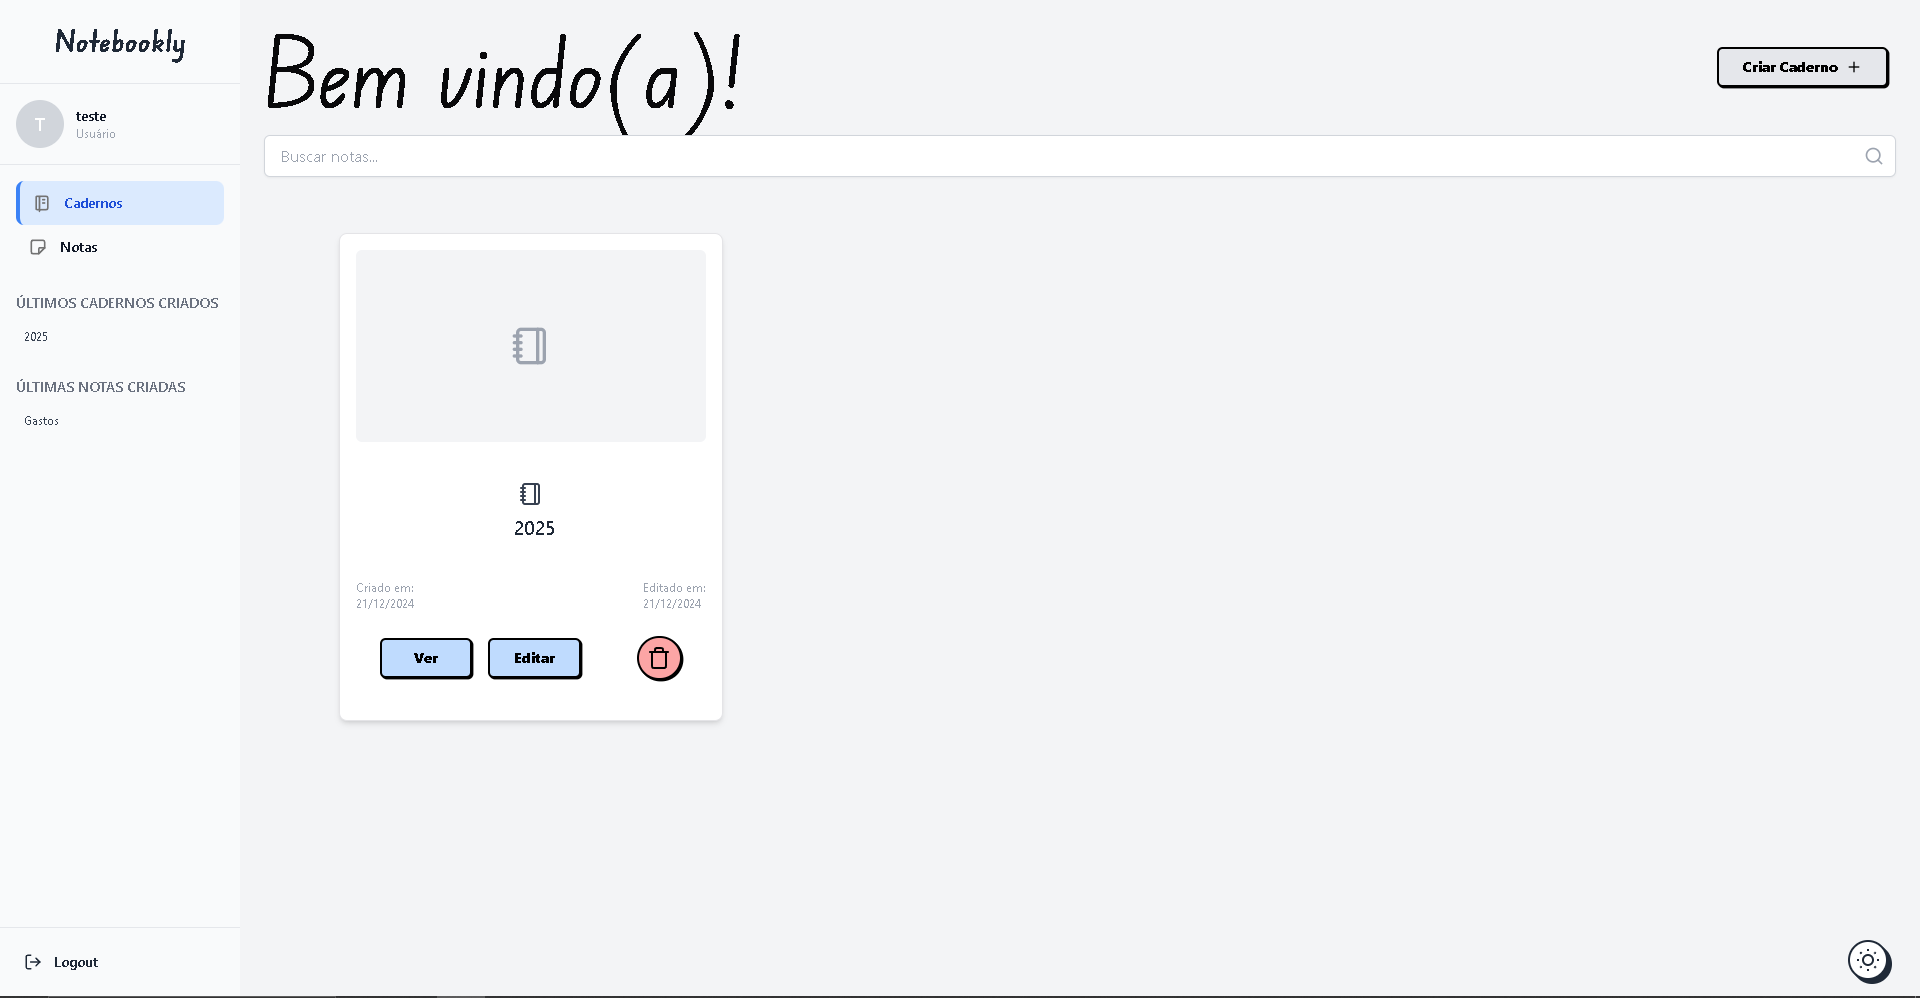 Notebookly
T
teste
Usuário
Cadernos
Notas
ÚLTIMOS CADERNOS CRIADOS
2025
ÚLTIMAS NOTAS CRIADAS
Gastos
Logout
Bem vindo(a)!
Criar Caderno +
Buscar notas...
2025
Criado em:
21/12/2024
Editado em:
21/12/2024
Ver
Editar